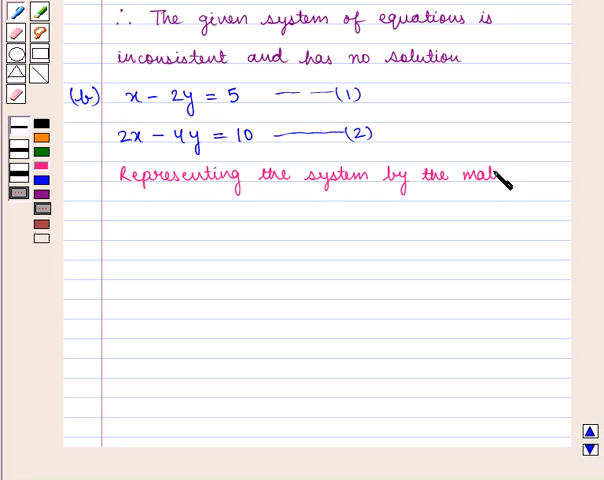 ∴ The given system of equations is
inconsistent and has no solution
(b) x - 2y = 5 —— (1)
2x - 4y = 10 —— (2)
Representing the system by the mat